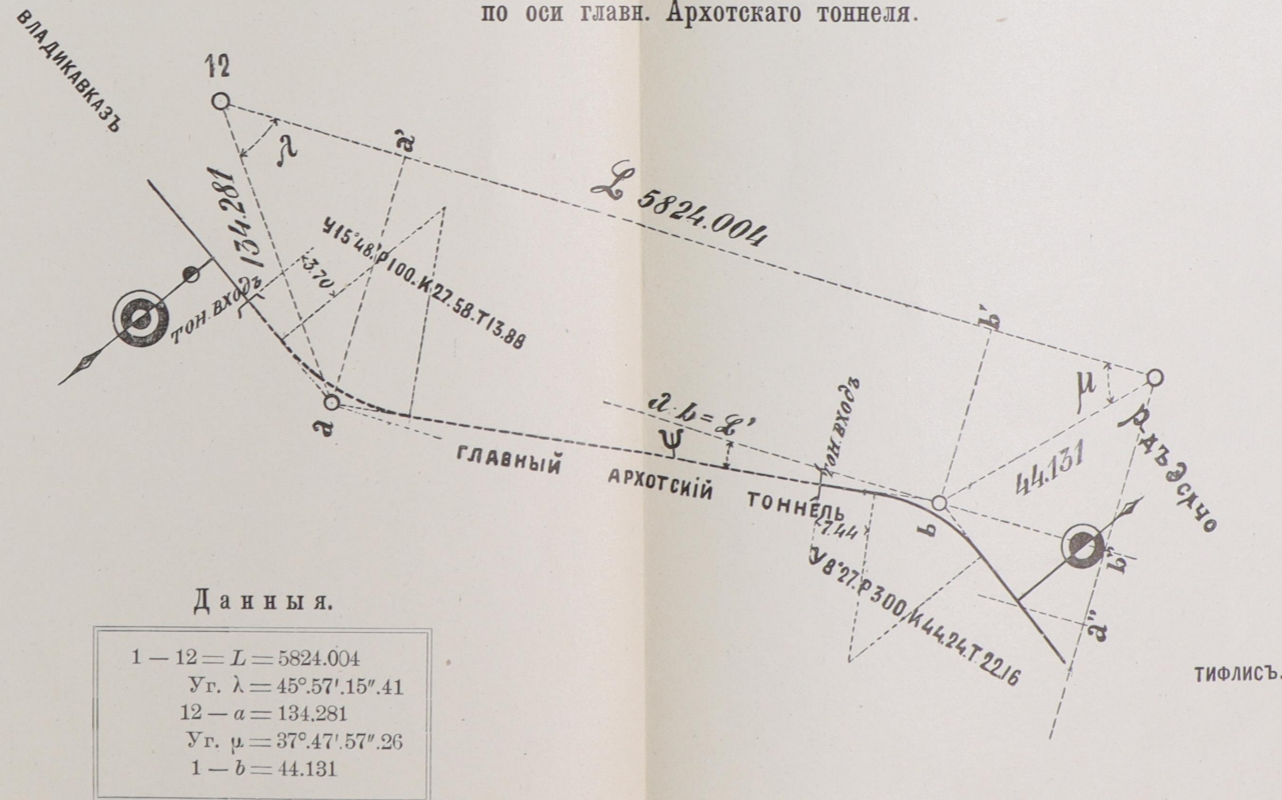 по оси главн. Архотскаго тоннеля.
ВЛАДИКАВКАЗЪ
12
λ
a'
134.281
L 5824.004
У15°48'.Р100.К27.58.Т13.88
3.70
ТОН. ВХОДЪ
b'
μ
a
a b = L'
ψ
ТОН. ВХОДЪ
ГЛАВНЫЙ АРХОТСКІЙ ТОННЕЛЬ
44.131
b
7.44
b"
У8°27'.Р300.К44.24.Т22.16
a"
ТИФЛИСЪ.
Данныя.
1 — 12 = L = 5824.004
Уг. λ = 45°.57'.15".41
12 — a = 134.281
Уг. μ = 37°.47'.57".26
1 — b = 44.131